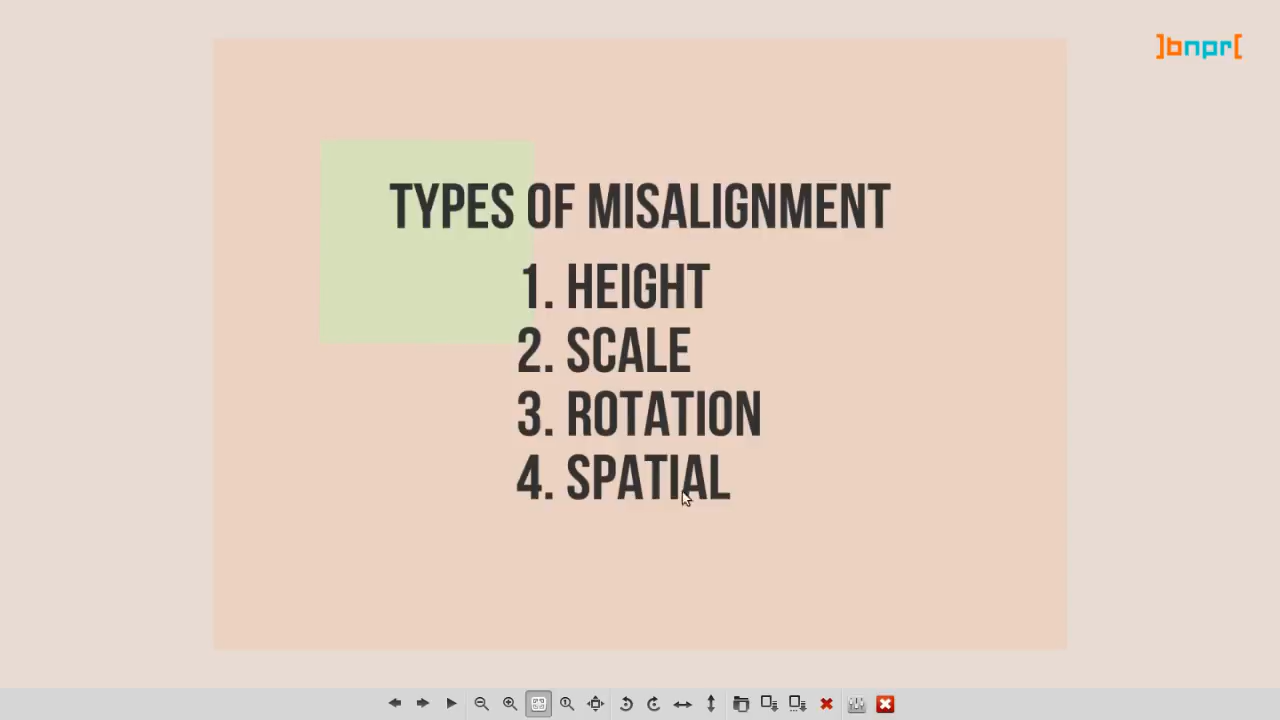 ]bnpr[
TYPES OF MISALIGNMENT
1. HEIGHT
2. SCALE
3. ROTATION
4. SPATIAL